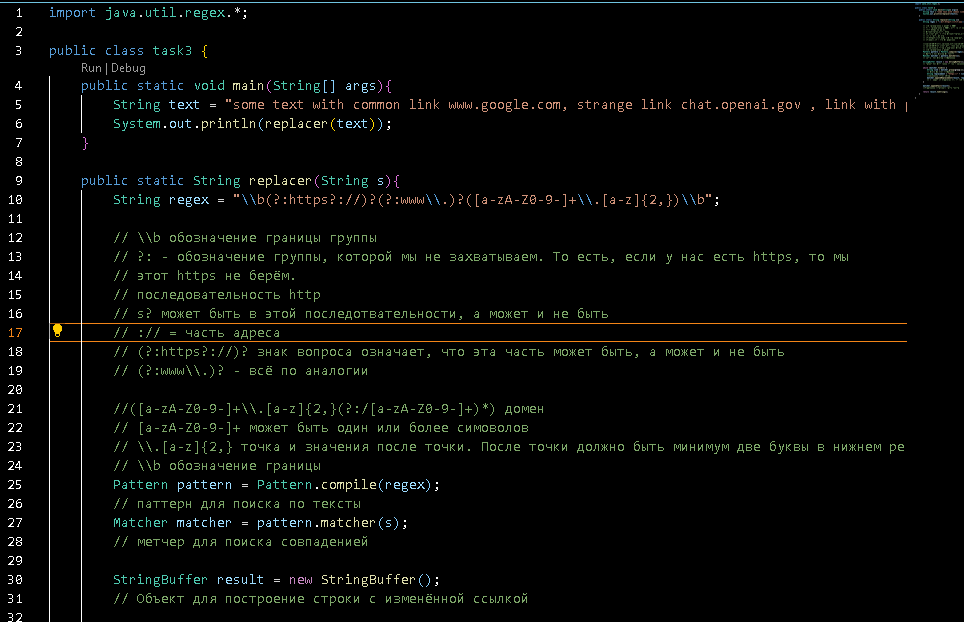 1 import java.util.regex.*;
2
3 public class task3 {
Run | Debug
4 public static void main(String[] args){
5 String text = "some text with common link www.google.com, strange link chat.openai.gov , link with
6 System.out.println(replacer(text));
7 }
8
9 public static String replacer(String s){
10 String regex = "\\b(?:https?://)?(?:www\\.)?([a-zA-Z0-9-]+\\.[a-z]{2,})\\b";
11
12 // \\b обозначение границы группы
13 // ?: - обозначение группы, которой мы не захватываем. То есть, если у нас есть https, то мы
14 // этот https не берём.
15 // последовательность http
16 // s? может быть в этой последотвательности, а может и не быть
17 // :// = часть адреса
18 // (?:https?://)? знак вопроса означает, что эта часть может быть, а может и не быть
19 // (?:www\\.)? - всё по аналогии
20
21 //([a-zA-Z0-9-]+\\.[a-z]{2,}(?:/[a-zA-Z0-9-]+)*) домен
22 // [a-zA-Z0-9-]+ может быть один или более симоволов
23 // \\.[a-z]{2,} точка и значения после точки. После точки должно быть минимум две буквы в нижнем ре
24 // \\b обозначение границы
25 Pattern pattern = Pattern.compile(regex);
26 // паттерн для поиска по тексты
27 Matcher matcher = pattern.matcher(s);
28 // метчер для поиска совпадениией
29
30 StringBuffer result = new StringBuffer();
31 // Объект для построение строки с изменённой ссылкой
32